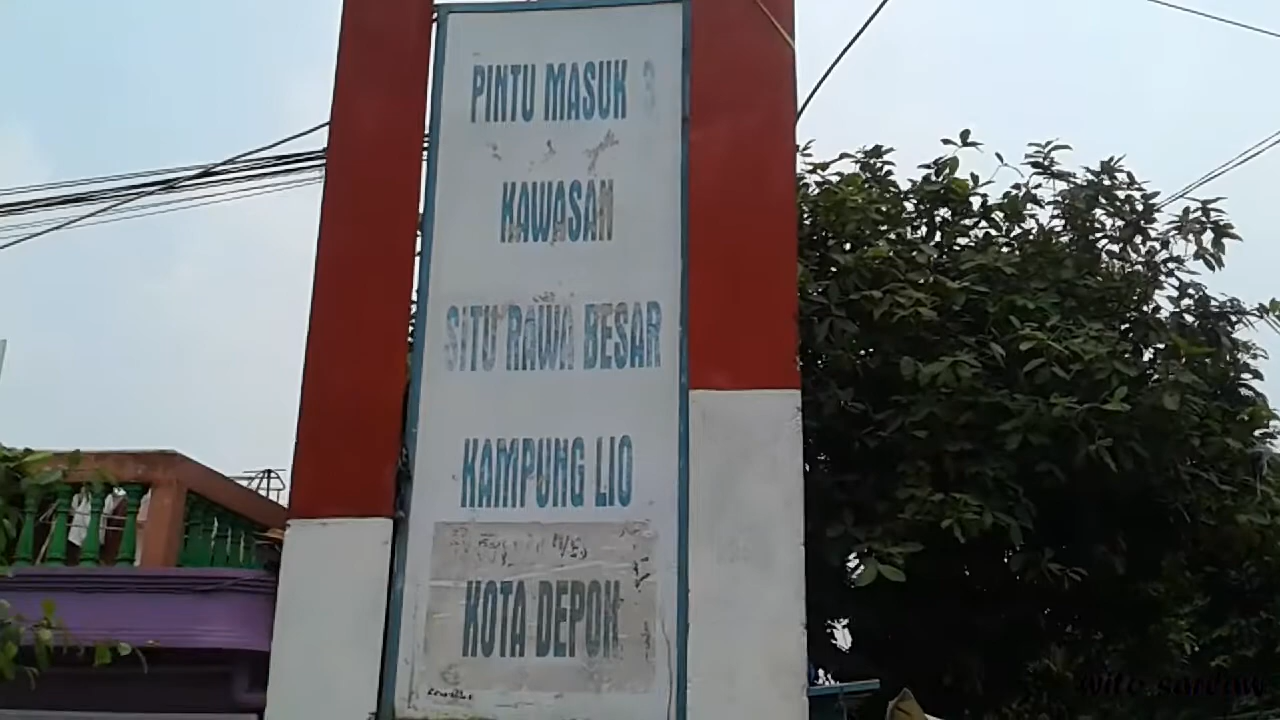 PINTU MASUK 3
KAWASAN
SITU RAWA BESAR
KAMPUNG LIO
KOTA DEPOK